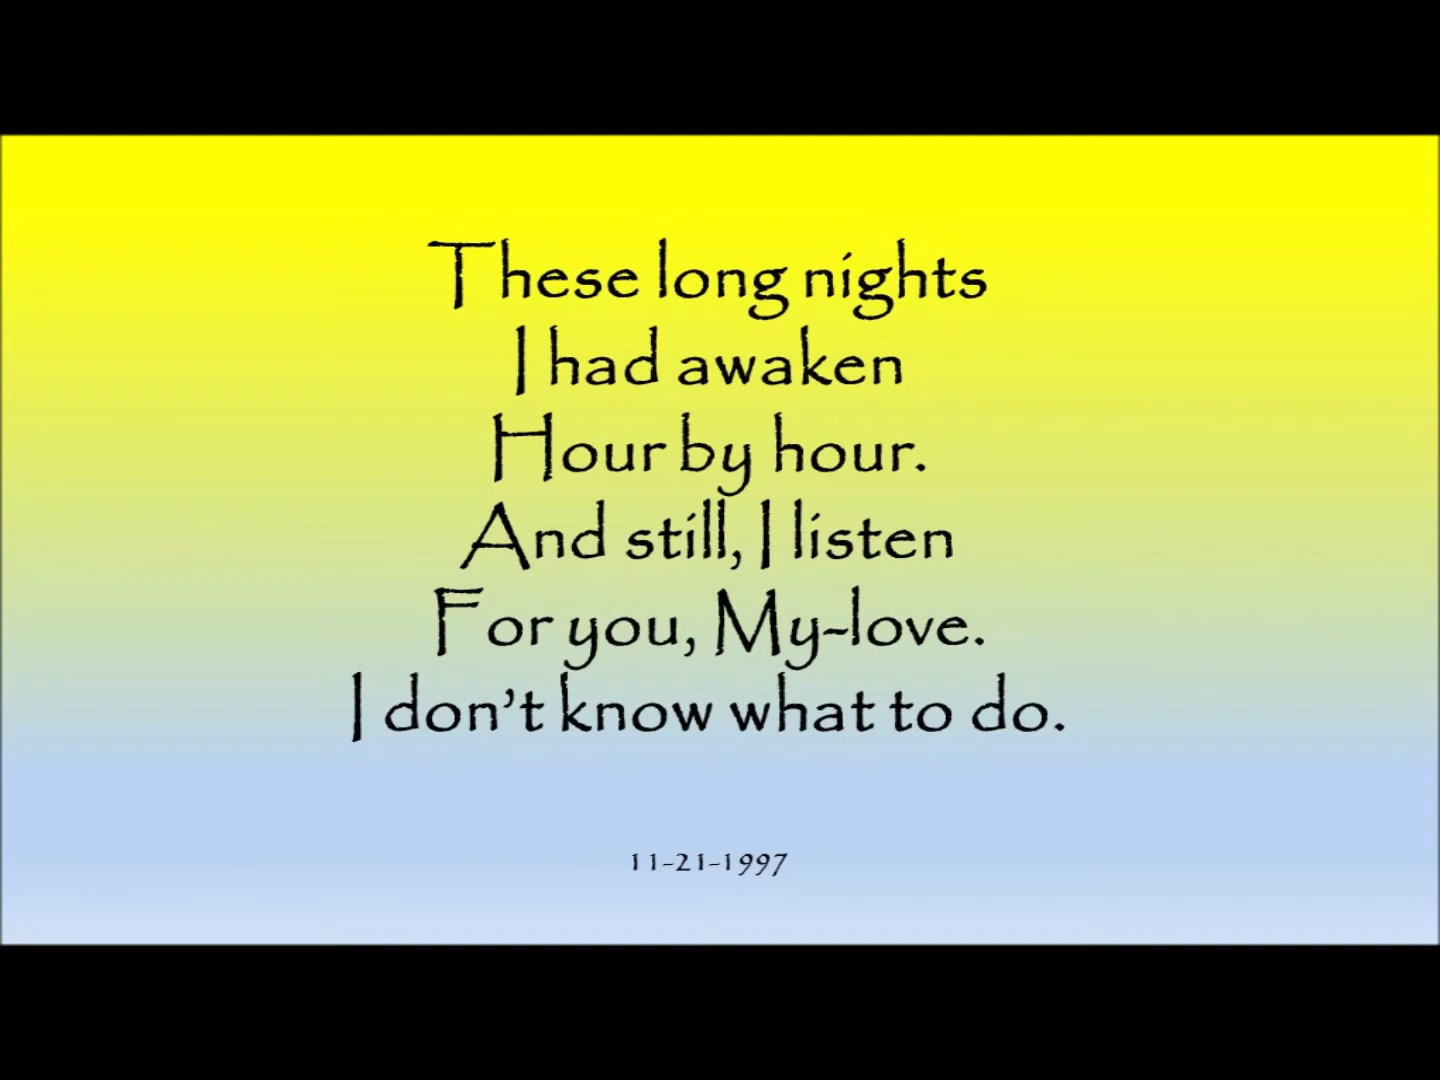 These long nights
I had awaken
Hour by hour.
And still, I listen
For you, My-love.
I don’t know what to do.
11-21-1997